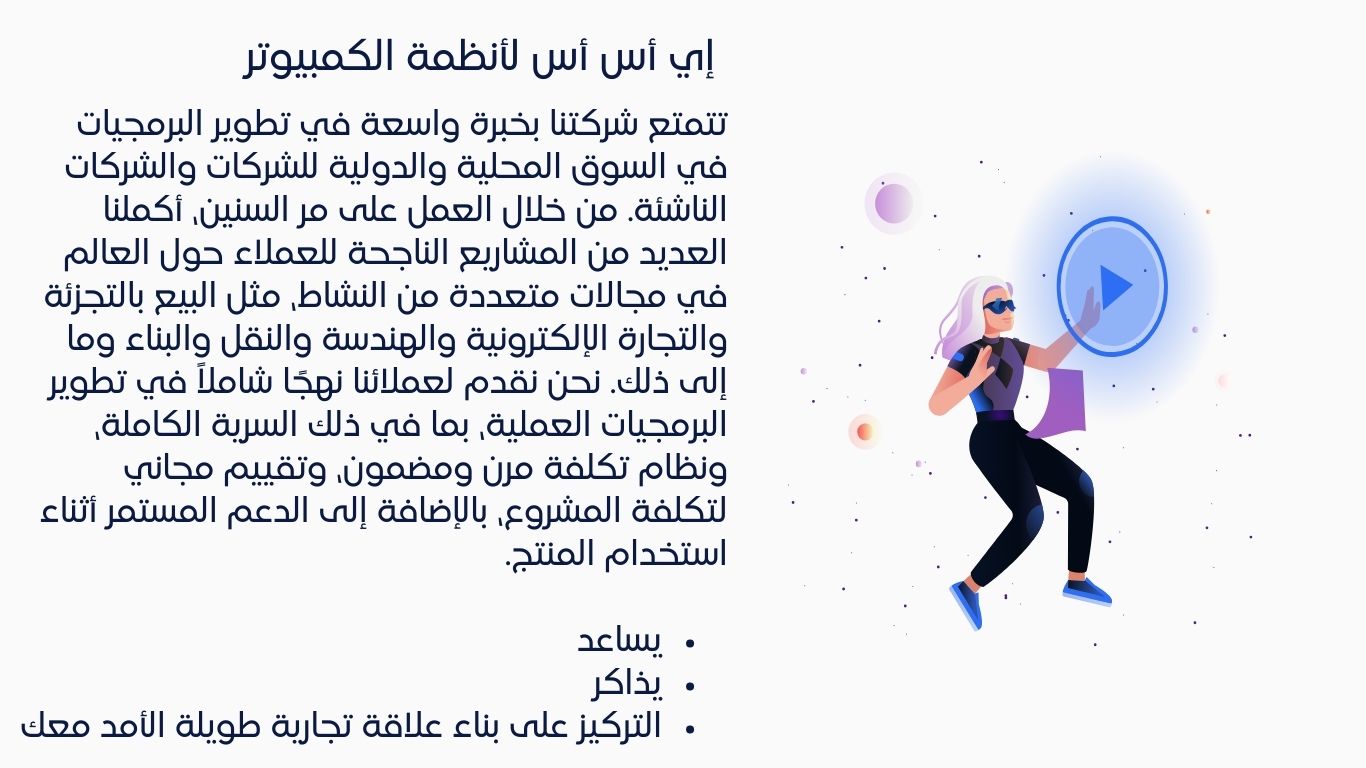 إي أس أس لأنظمة الكمبيوتر
تتمتع شركتنا بخبرة واسعة في تطوير البرمجيات
في السوق المحلية والدولية للشركات والشركات
الناشئة. من خلال العمل على مر السنين، أكملنا
العديد من المشاريع الناجحة للعملاء حول العالم
في مجالات متعددة من النشاط، مثل البيع بالتجزئة
والتجارة الإلكترونية والهندسة والنقل والبناء وما
إلى ذلك. نحن نقدم لعملائنا نهجًا شاملاً في تطوير
البرمجيات العملية، بما في ذلك السرية الكاملة،
ونظام تكلفة مرن ومضمون، وتقييم مجاني
لتكلفة المشروع، بالإضافة إلى الدعم المستمر أثناء
استخدام المنتج.
• يساعد
• يذاكر
• التركيز على بناء علاقة تجارية طويلة الأمد معك